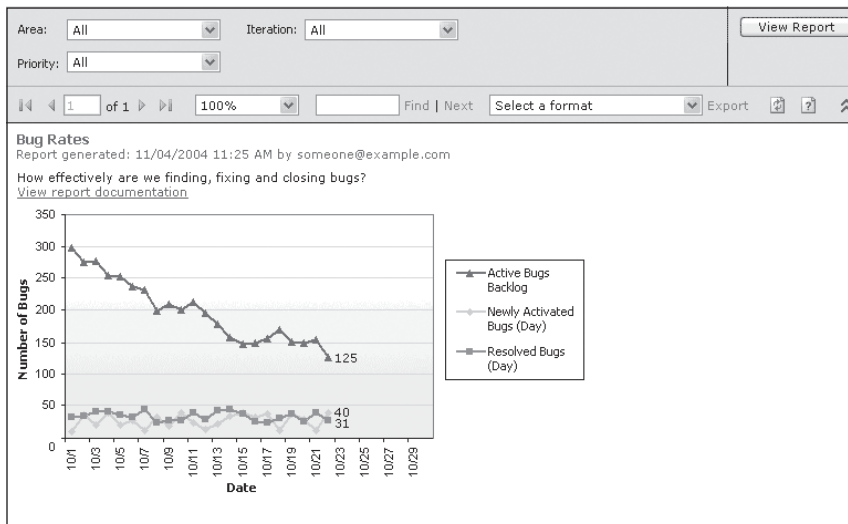 Area: All Iteration: All View Report
Priority: All
1 of 1 100% Find | Next Select a format Export
Bug Rates
Report generated: 11/04/2004 11:25 AM by someone@example.com
How effectively are we finding, fixing and closing bugs?
View report documentation
350
300
250
200
150
100
50
0
Number of Bugs
125
40
31
10/1 10/3 10/5 10/7 10/9 10/11 10/13 10/15 10/17 10/19 10/21 10/23 10/25 10/27 10/29
Date
Active Bugs
Backlog
Newly Activated
Bugs (Day)
Resolved Bugs
(Day)